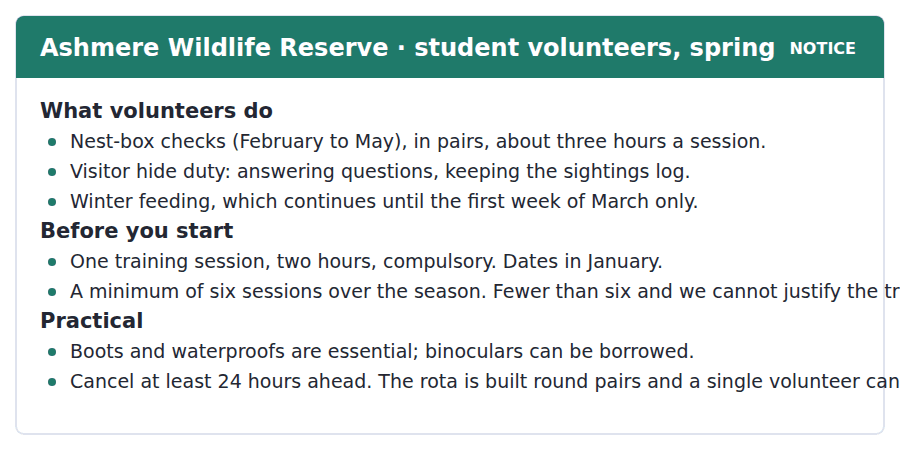 Ashmere Wildlife Reserve · student volunteers, spring NOTICE
What volunteers do
Nest-box checks (February to May), in pairs, about three hours a session.
Visitor hide duty: answering questions, keeping the sightings log.
Winter feeding, which continues until the first week of March only.
Before you start
One training session, two hours, compulsory. Dates in January.
A minimum of six sessions over the season. Fewer than six and we cannot justify the
Practical
Boots and waterproofs are essential; binoculars can be borrowed.
Cancel at least 24 hours ahead. The rota is built round pairs and a single volunteer can